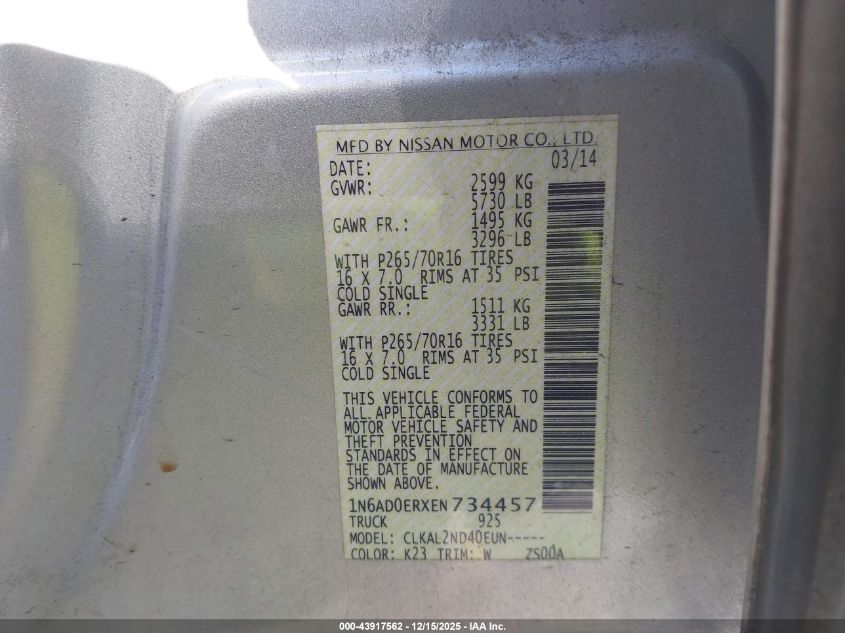 MFD BY NISSAN MOTOR CO., LTD.
DATE: 03/14
GVWR: 2599 KG
5730 LB
GAWR FR.: 1495 KG
3296 LB
WITH P265/70R16 TIRES
16 X 7.0 RIMS AT 35 PSI
COLD SINGLE
GAWR RR.: 1511 KG
3331 LB
WITH P265/70R16 TIRES
16 X 7.0 RIMS AT 35 PSI
COLD SINGLE
THIS VEHICLE CONFORMS TO
ALL APPLICABLE FEDERAL
MOTOR VEHICLE SAFETY AND
THEFT PREVENTION
STANDARDS IN EFFECT ON
THE DATE OF MANUFACTURE
SHOWN ABOVE.
1N6AD0ERXEN734457
TRUCK 925
MODEL: CLKAL2ND40EUN-----
COLOR: K23 TRIM: W ZS00A
000-43917562 - 12/15/2025 - IAA Inc.